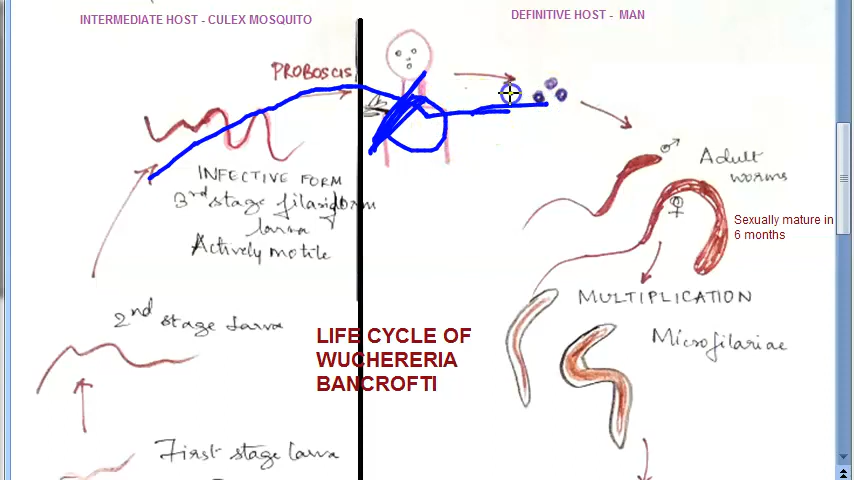 INTERMEDIATE HOST - CULEX MOSQUITO
DEFINITIVE HOST - MAN
PROBOSCIS
INFECTIVE FORM
3rd stage filariform
larva
Actively motile
2nd stage larva
First stage larva
LIFE CYCLE OF
WUCHERERIA
BANCROFTI
Adult
worms
Sexually mature in
6 months
MULTIPLICATION
Microfilariae